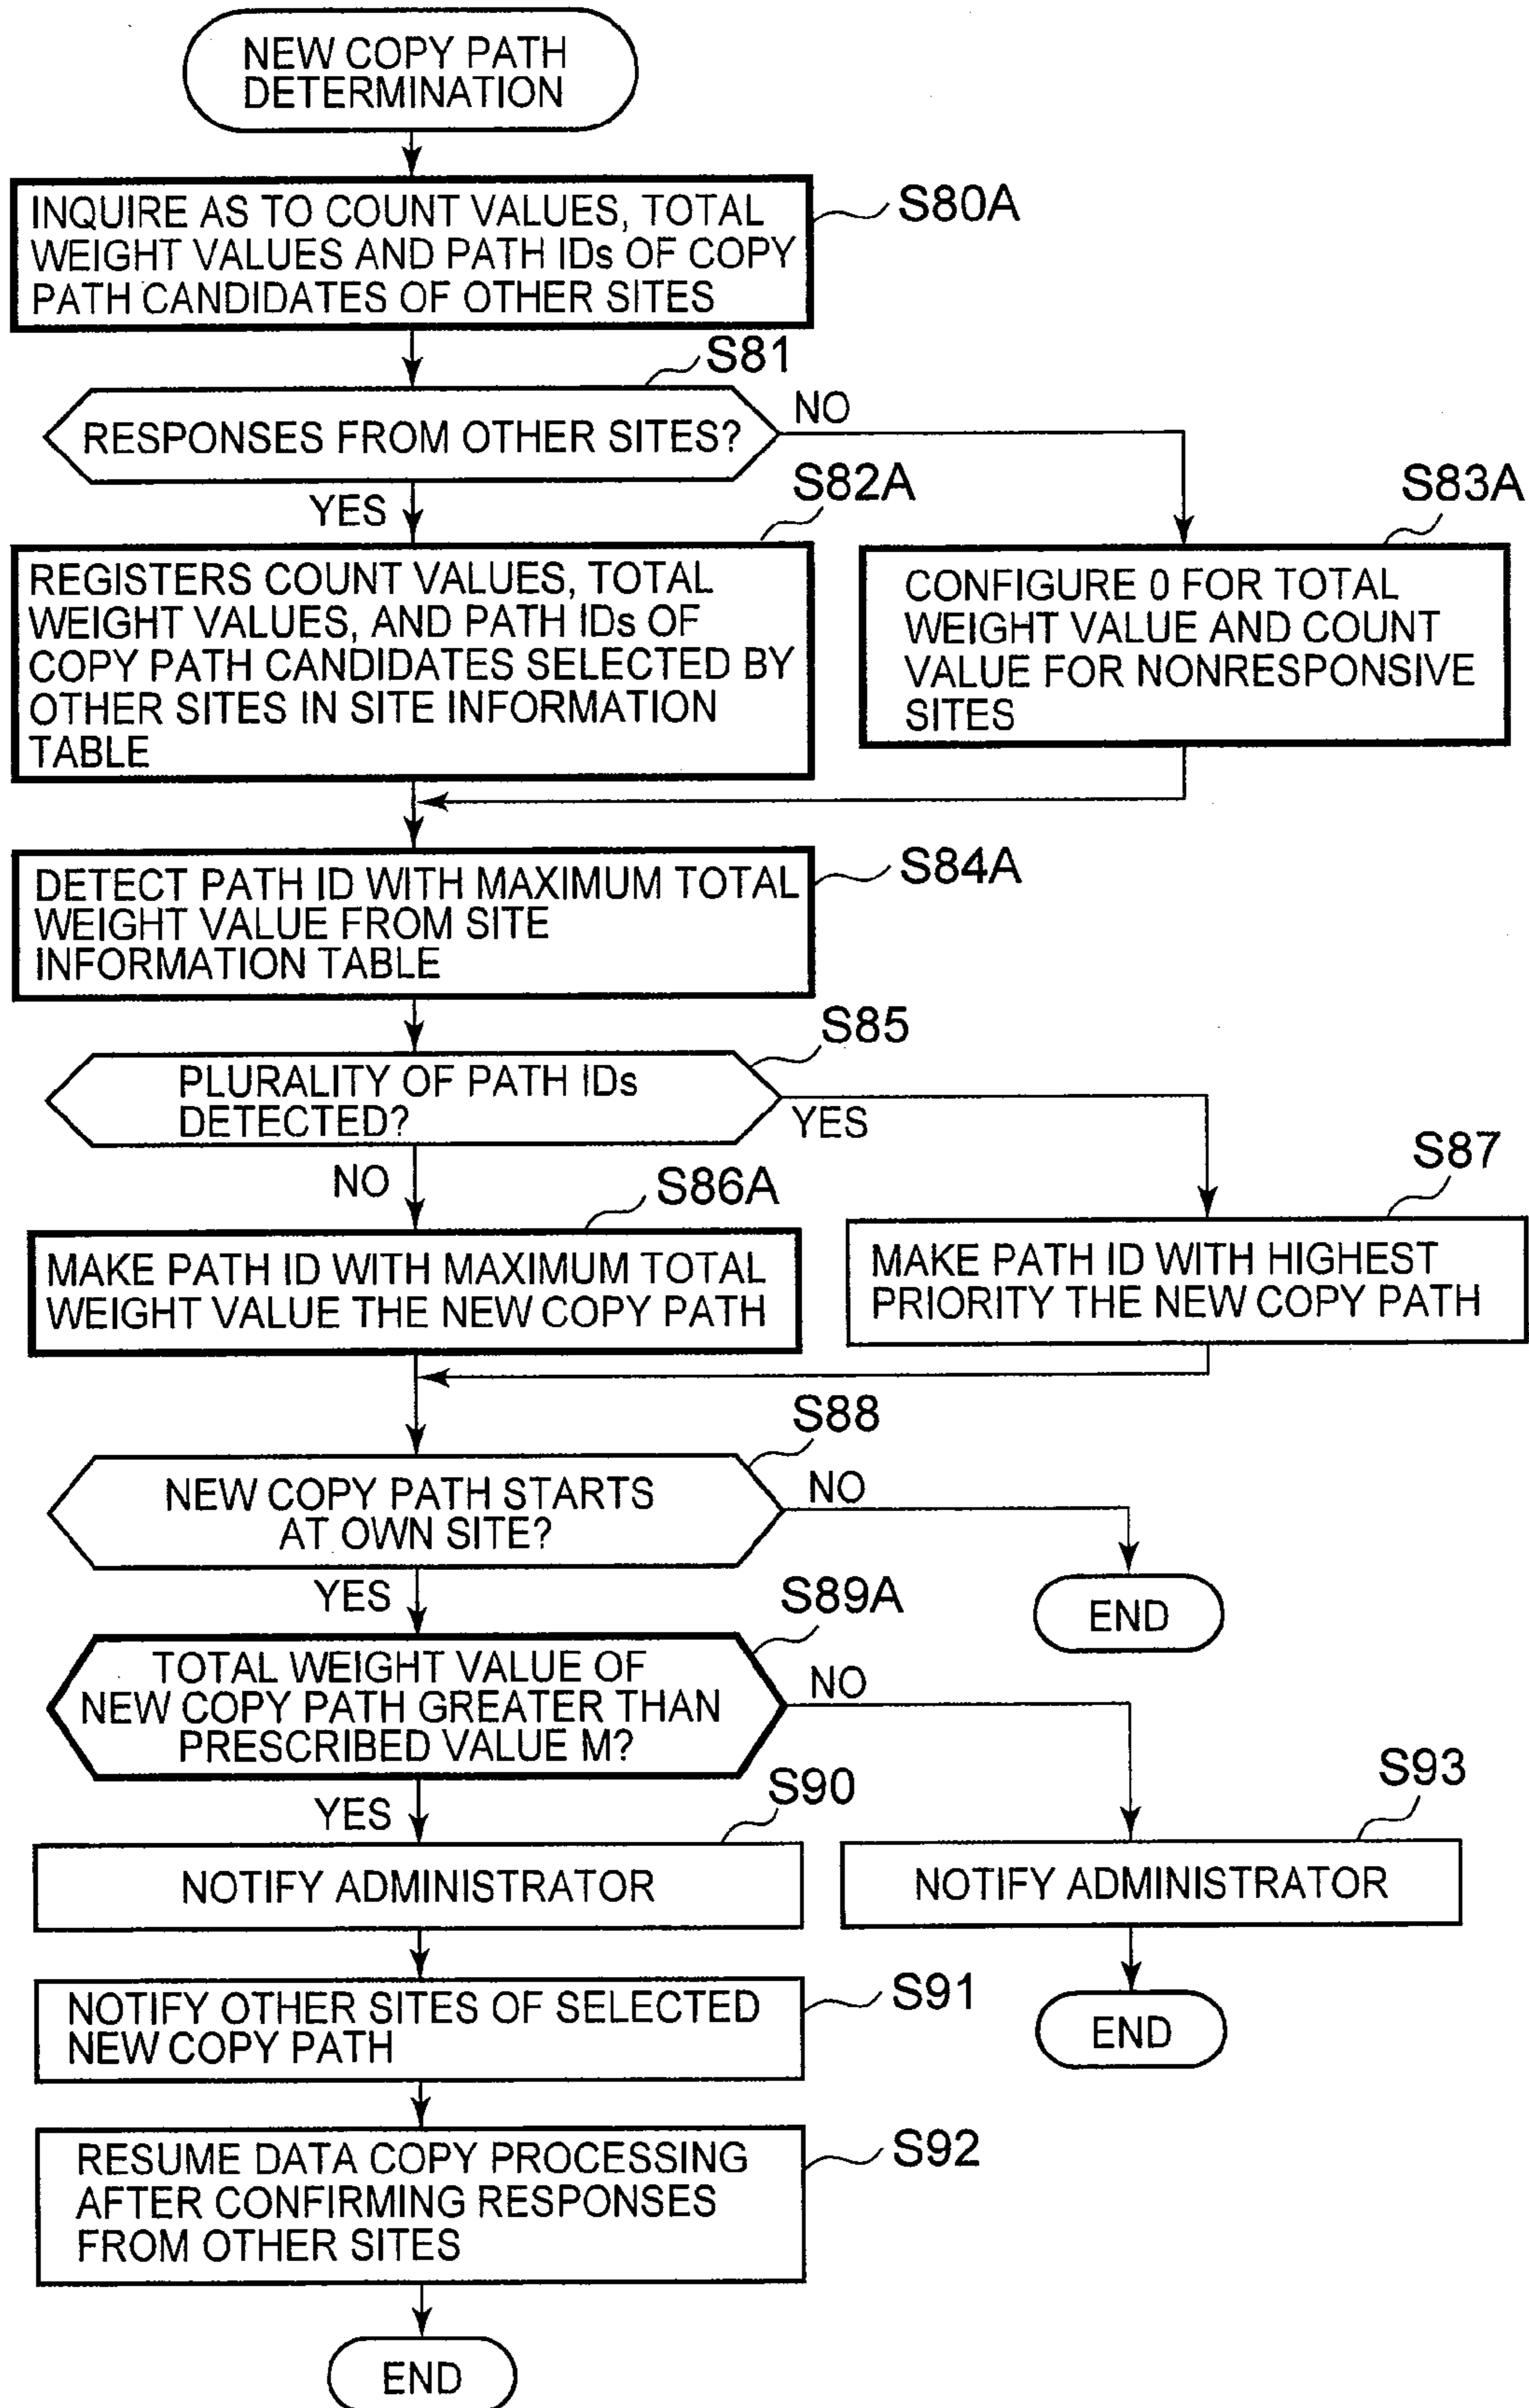 NEW COPY PATH
DETERMINATION
INQUIRE AS TO COUNT VALUES, TOTAL
WEIGHT VALUES AND PATH IDs OF COPY
PATH CANDIDATES OF OTHER SITES
S80A
S81
RESPONSES FROM OTHER SITES?
NO
YES
S82A
S83A
REGISTERS COUNT VALUES, TOTAL
WEIGHT VALUES, AND PATH IDs OF
COPY PATH CANDIDATES SELECTED BY
OTHER SITES IN SITE INFORMATION
TABLE
CONFIGURE 0 FOR TOTAL
WEIGHT VALUE AND COUNT
VALUE FOR NONRESPONSIVE
SITES
DETECT PATH ID WITH MAXIMUM TOTAL
WEIGHT VALUE FROM SITE
INFORMATION TABLE
S84A
S85
PLURALITY OF PATH IDs
DETECTED?
YES
NO
S86A
S87
MAKE PATH ID WITH MAXIMUM TOTAL
WEIGHT VALUE THE NEW COPY PATH
MAKE PATH ID WITH HIGHEST
PRIORITY THE NEW COPY PATH
S88
NEW COPY PATH STARTS
AT OWN SITE?
NO
YES
END
S89A
TOTAL WEIGHT VALUE OF
NEW COPY PATH GREATER THAN
PRESCRIBED VALUE M?
NO
YES
S90
S93
NOTIFY ADMINISTRATOR
NOTIFY ADMINISTRATOR
NOTIFY OTHER SITES OF SELECTED
NEW COPY PATH
S91
END
RESUME DATA COPY PROCESSING
AFTER CONFIRMING RESPONSES
FROM OTHER SITES
S92
END